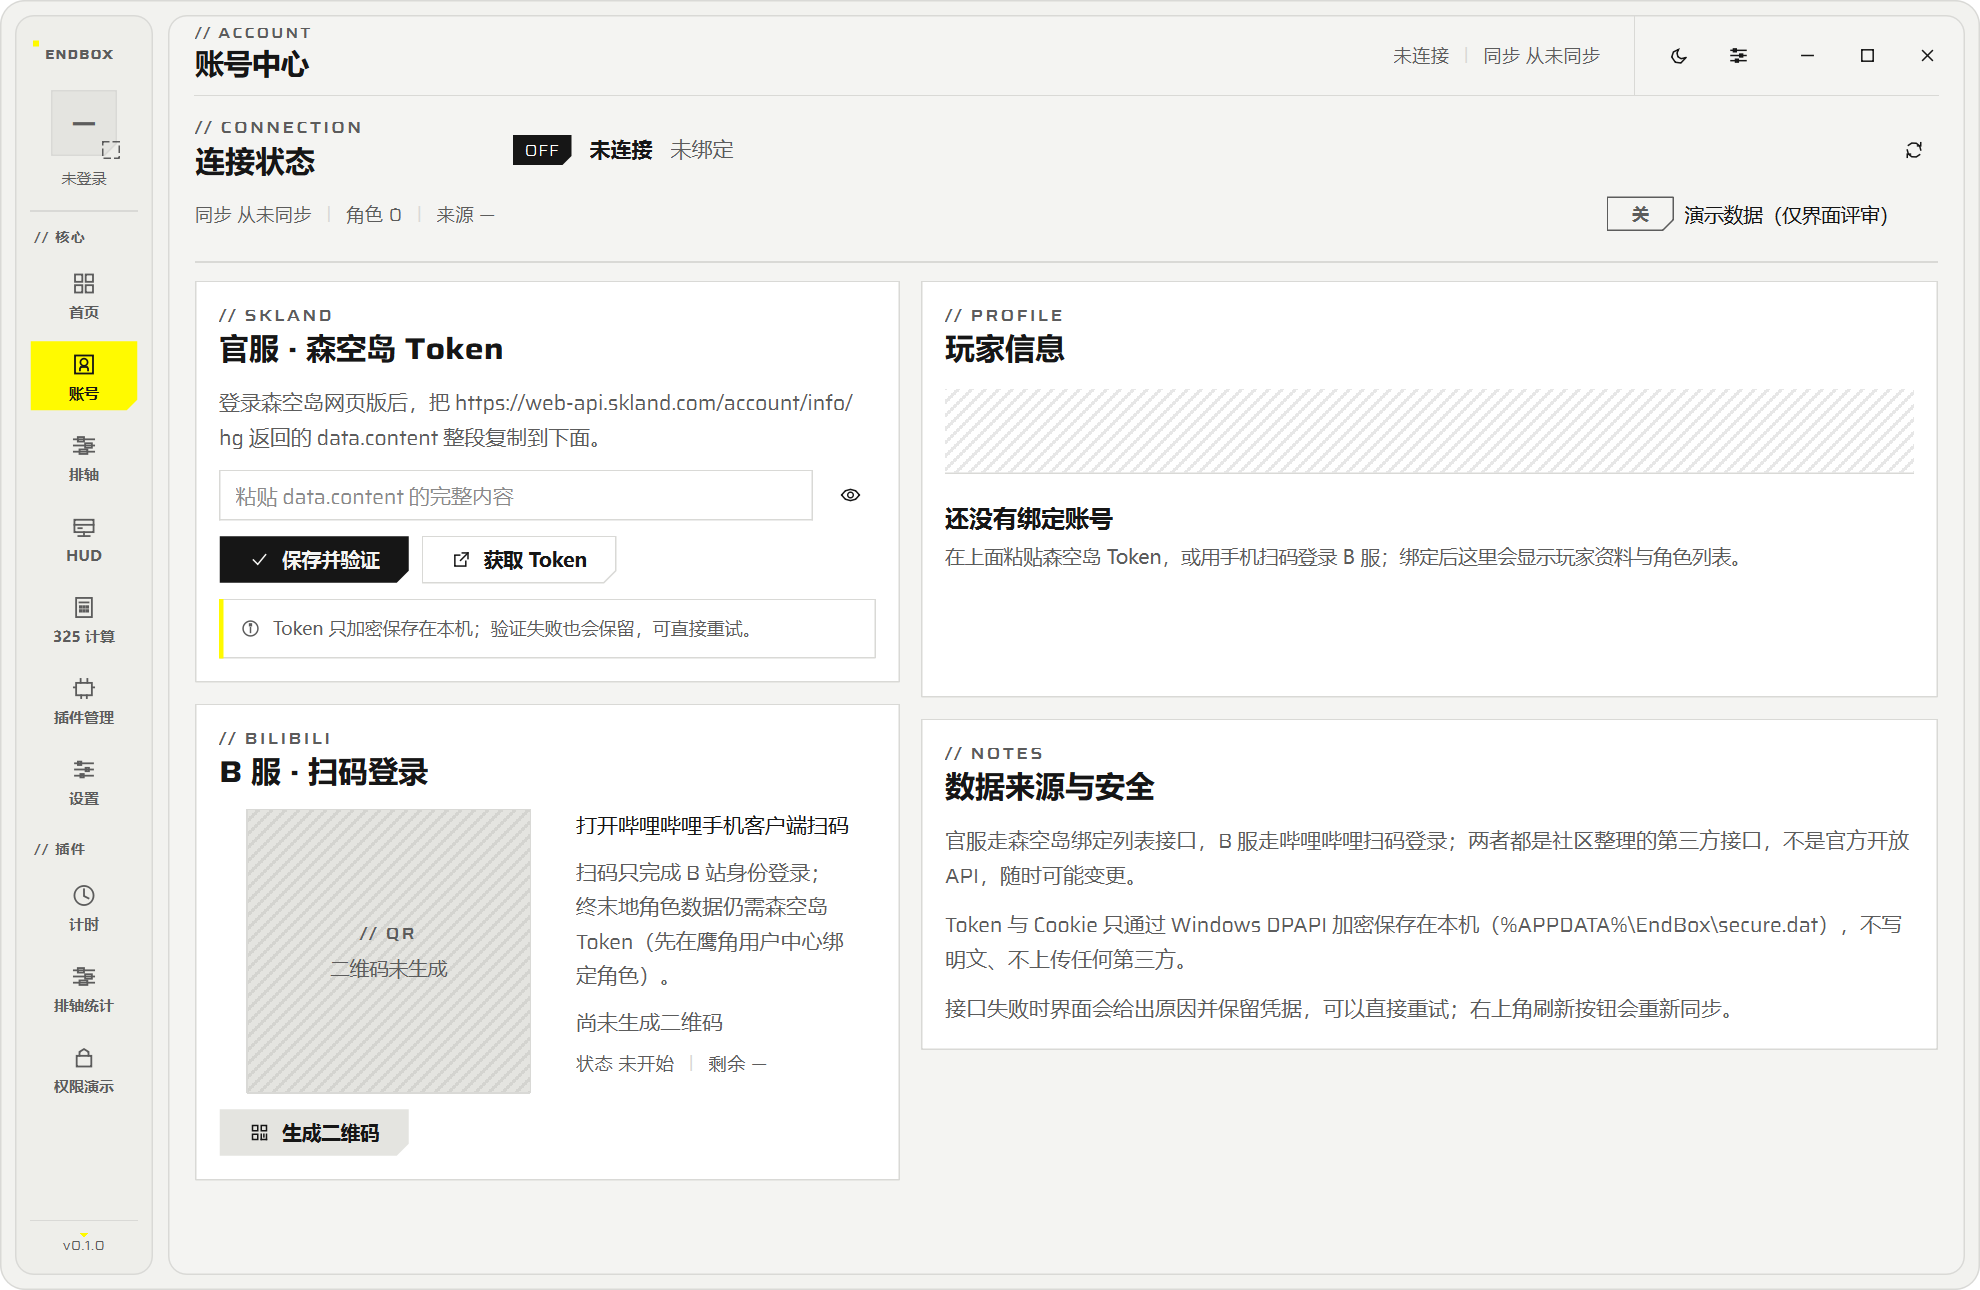 ENDBOX
未登录
// 核心
首页
账号
排轴
HUD
325 计算
插件管理
设置
// 插件
计时
排轴统计
权限演示
v0.1.0
// ACCOUNT
账号中心
未连接
同步 从未同步
// CONNECTION
连接状态
OFF
未连接 未绑定
同步 从未同步
角色 0
来源 —
关
演示数据（仅界面评审）
// SKLAND
官服 · 森空岛 Token
登录森空岛网页版后，把 https://web-api.skland.com/account/info/
hg 返回的 data.content 整段复制到下面。
粘贴 data.content 的完整内容
保存并验证
获取 Token
Token 只加密保存在本机；验证失败也会保留，可直接重试。
// BILIBILI
B 服 · 扫码登录
// QR
二维码未生成
打开哔哩哔哩手机客户端扫码
扫码只完成 B 站身份登录；
终末地角色数据仍需森空岛
Token（先在鹰角用户中心绑
定角色）。
尚未生成二维码
状态 未开始
剩余 —
生成二维码
// PROFILE
玩家信息
还没有绑定账号
在上面粘贴森空岛 Token，或用手机扫码登录 B 服；绑定后这里会显示玩家资料与角色列表。
// NOTES
数据来源与安全
官服走森空岛绑定列表接口，B 服走哔哩哔哩扫码登录；两者都是社区整理的第三方接口，不是官方开放
API，随时可能变更。
Token 与 Cookie 只通过 Windows DPAPI 加密保存在本机（%APPDATA%\EndBox\secure.dat），不写
明文、不上传任何第三方。
接口失败时界面会给出原因并保留凭据，可以直接重试；右上角刷新按钮会重新同步。